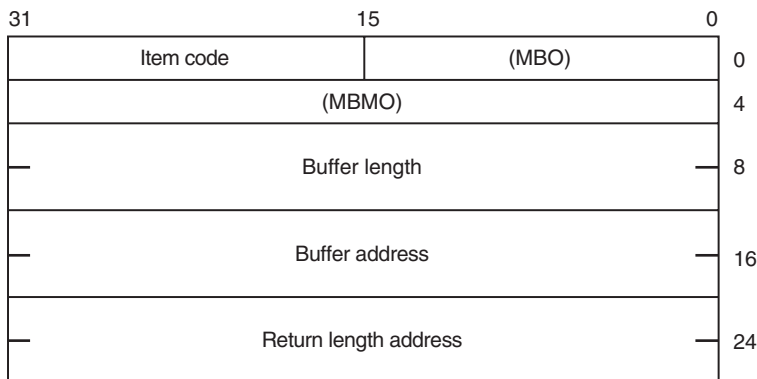 31 15 0
Item code (MBO) 0
(MBMO) 4
Buffer length 8
Buffer address 16
Return length address 24